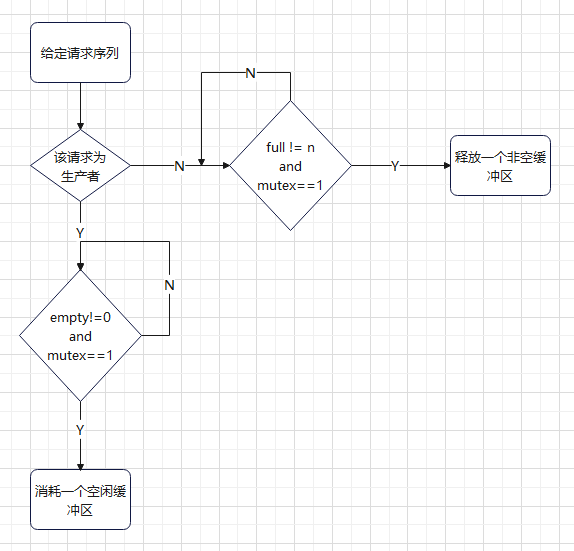 给定请求序列
该请求为
生产者
N
N
full != n
and
mutex==1
Y
释放一个非空缓
冲区
Y
N
empty!=0
and
mutex==1
Y
消耗一个空闲缓
冲区